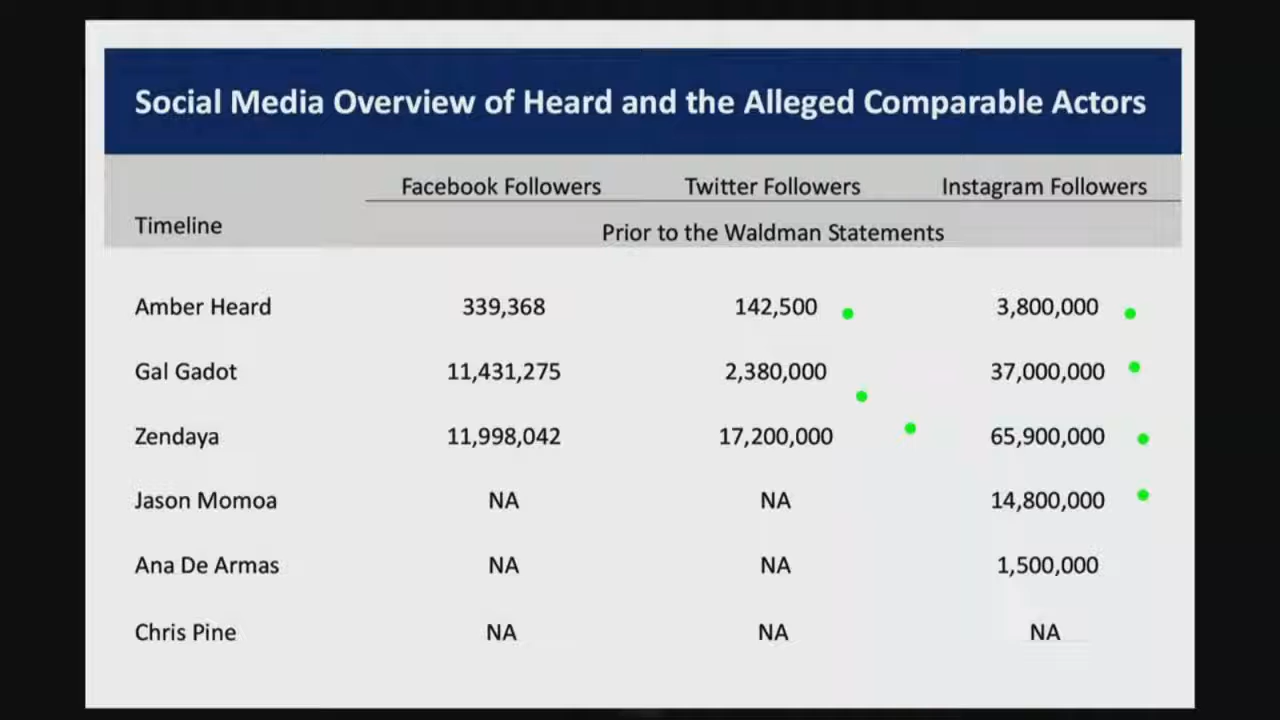 Social Media Overview of Heard and the Alleged Comparable Actors
Facebook Followers Twitter Followers Instagram Followers
Timeline Prior to the Waldman Statements
Amber Heard 339,368 142,500 3,800,000
Gal Gadot 11,431,275 2,380,000 37,000,000
Zendaya 11,998,042 17,200,000 65,900,000
Jason Momoa NA NA 14,800,000
Ana De Armas NA NA 1,500,000
Chris Pine NA NA NA